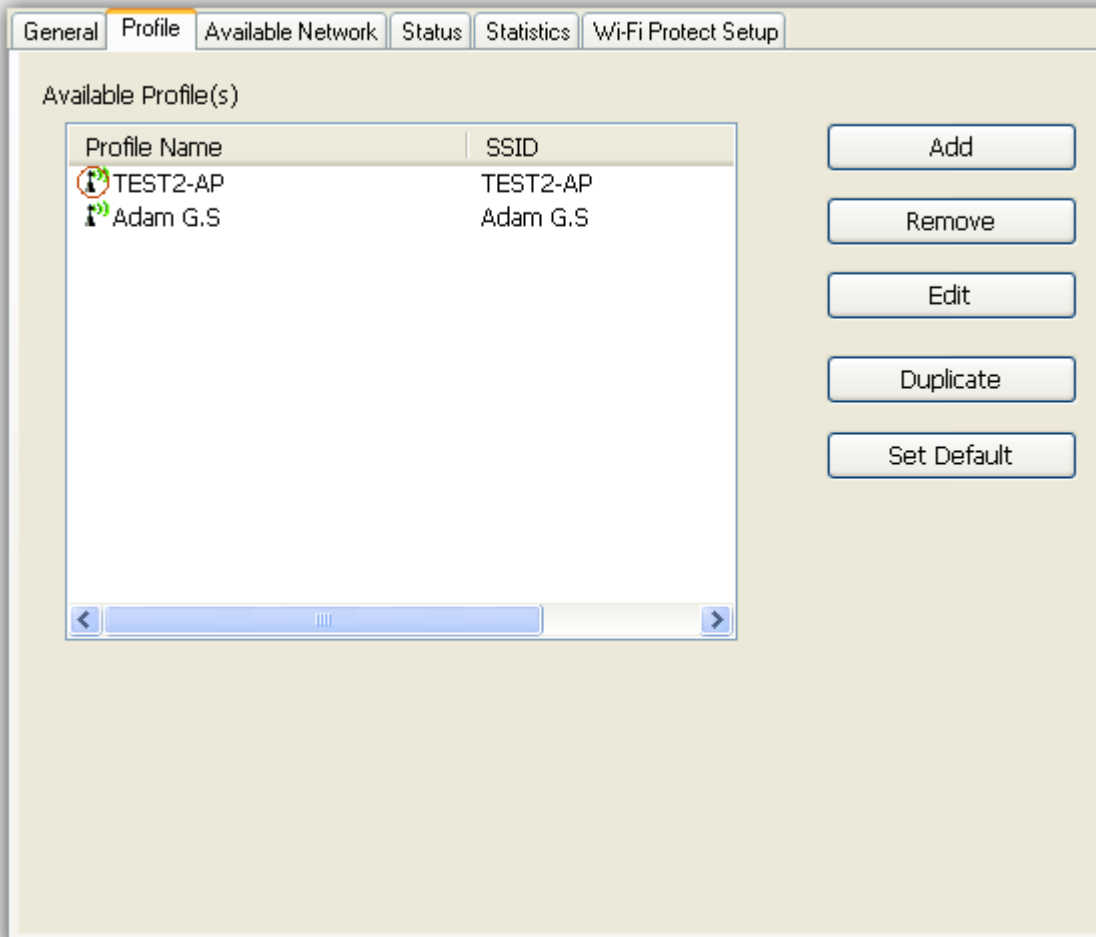 General Profile Available Network Status Statistics Wi-Fi Protect Setup
Available Profile(s)
Profile Name SSID
TEST2-AP TEST2-AP
Adam G.S Adam G.S
Add
Remove
Edit
Duplicate
Set Default